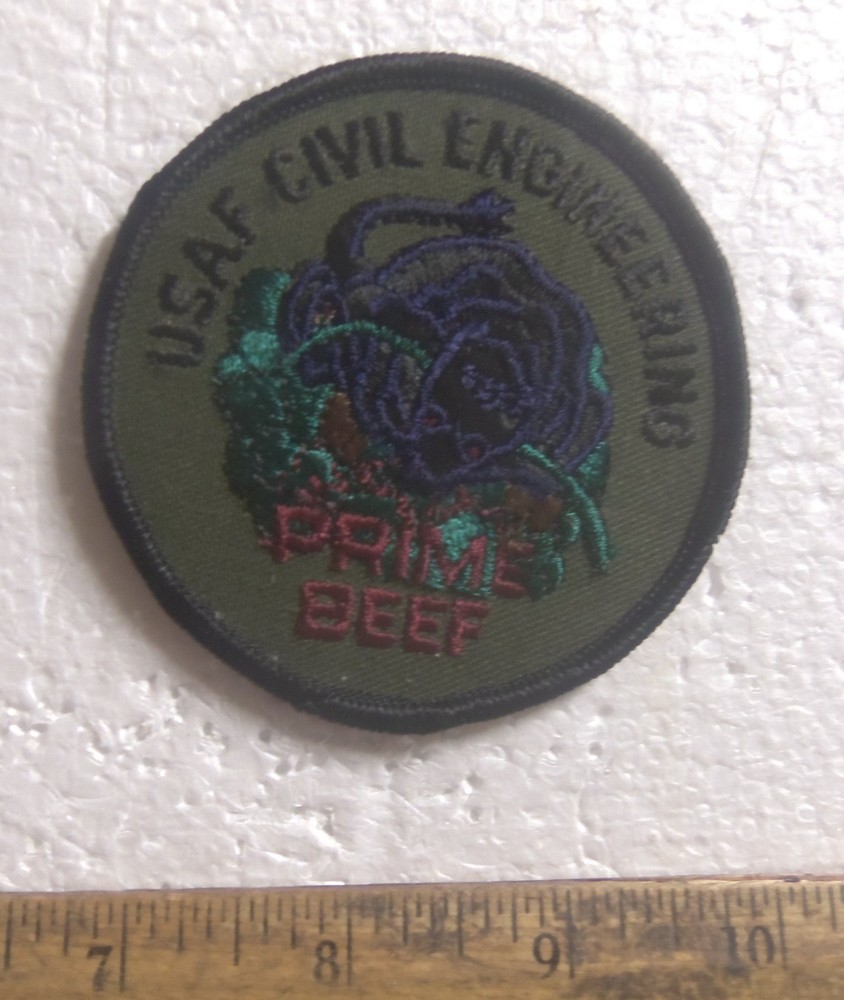 USAF CIVIL ENGINEERING
PRIME
BEEF
7 8 9 10